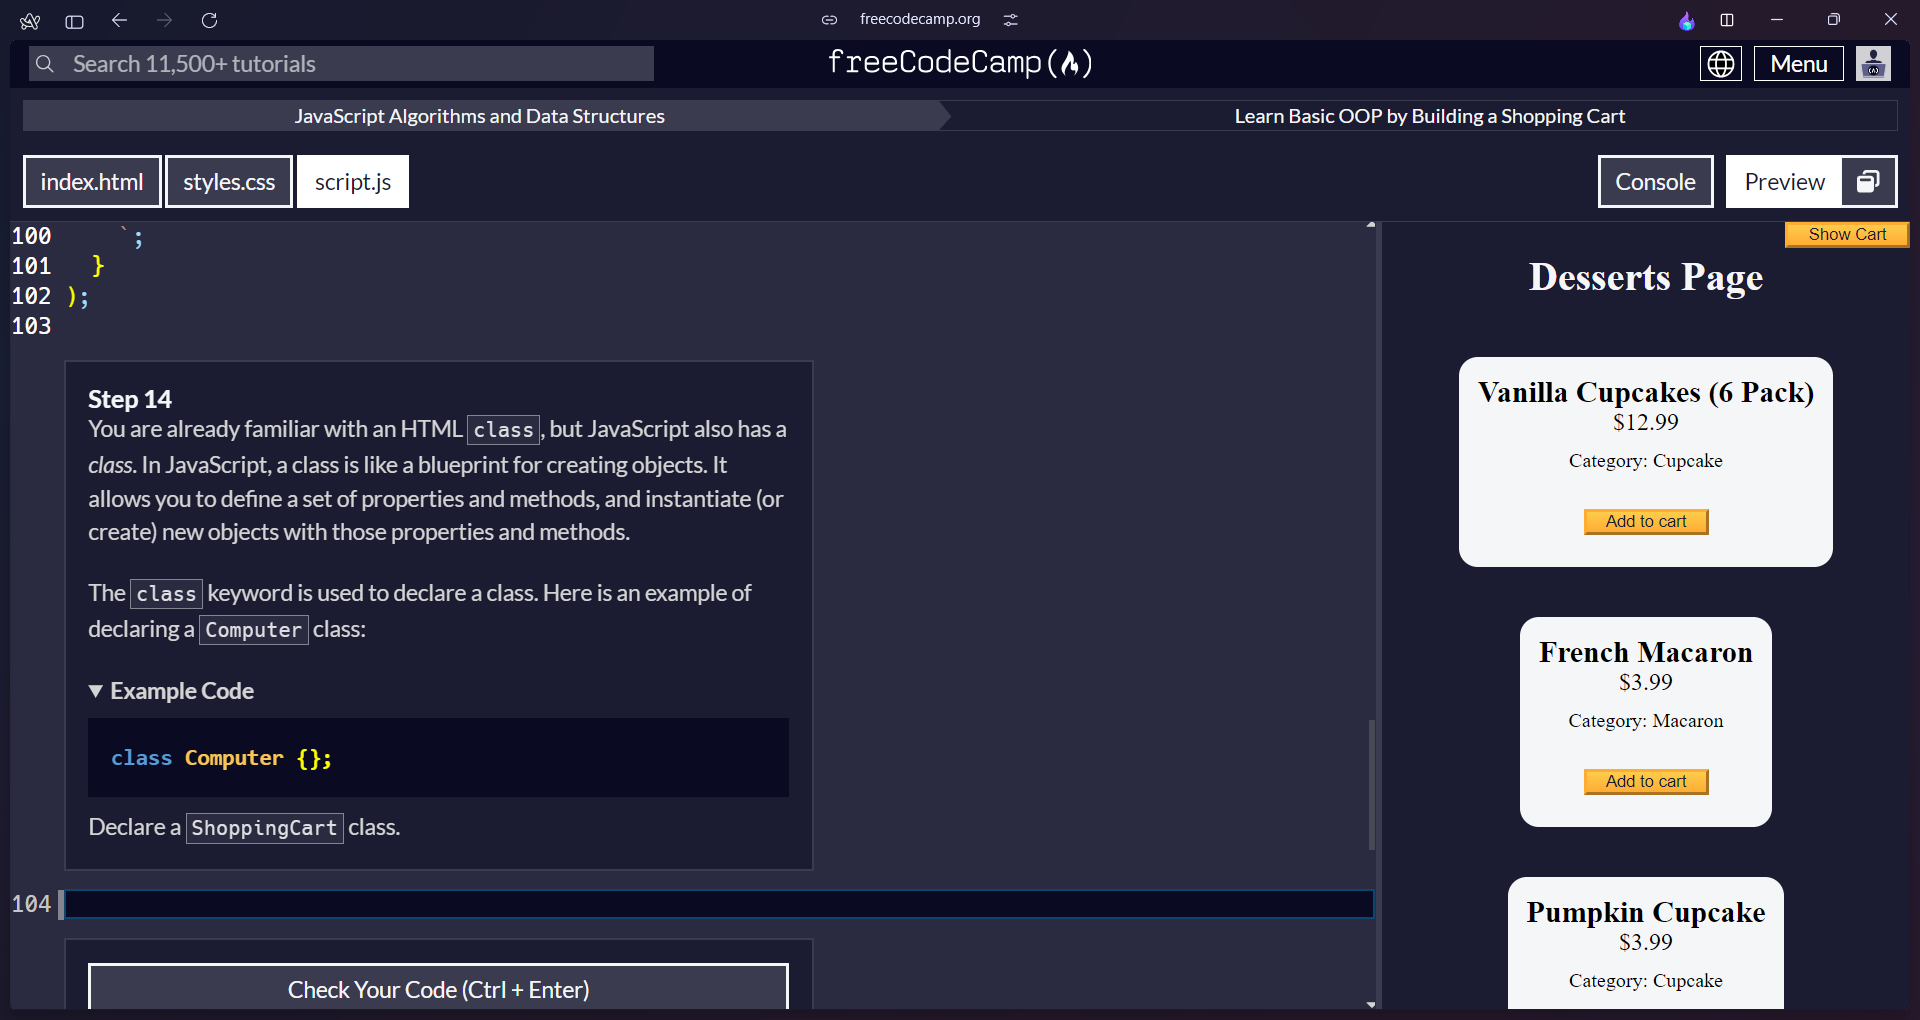 freecodecamp.org
Search 11,500+ tutorials
freeCodeCamp(🔥)
Menu
JavaScript Algorithms and Data Structures
Learn Basic OOP by Building a Shopping Cart
index.html
styles.css
script.js
Console
Preview
100 `;
101 }
102 );
103
Step 14
You are already familiar with an HTML class, but JavaScript also has a
class. In JavaScript, a class is like a blueprint for creating objects. It
allows you to define a set of properties and methods, and instantiate (or
create) new objects with those properties and methods.
The class keyword is used to declare a class. Here is an example of
declaring a Computer class:
▼ Example Code
class Computer {};
Declare a ShoppingCart class.
104
Check Your Code (Ctrl + Enter)
Show Cart
Desserts Page
Vanilla Cupcakes (6 Pack)
$12.99
Category: Cupcake
Add to cart
French Macaron
$3.99
Category: Macaron
Add to cart
Pumpkin Cupcake
$3.99
Category: Cupcake